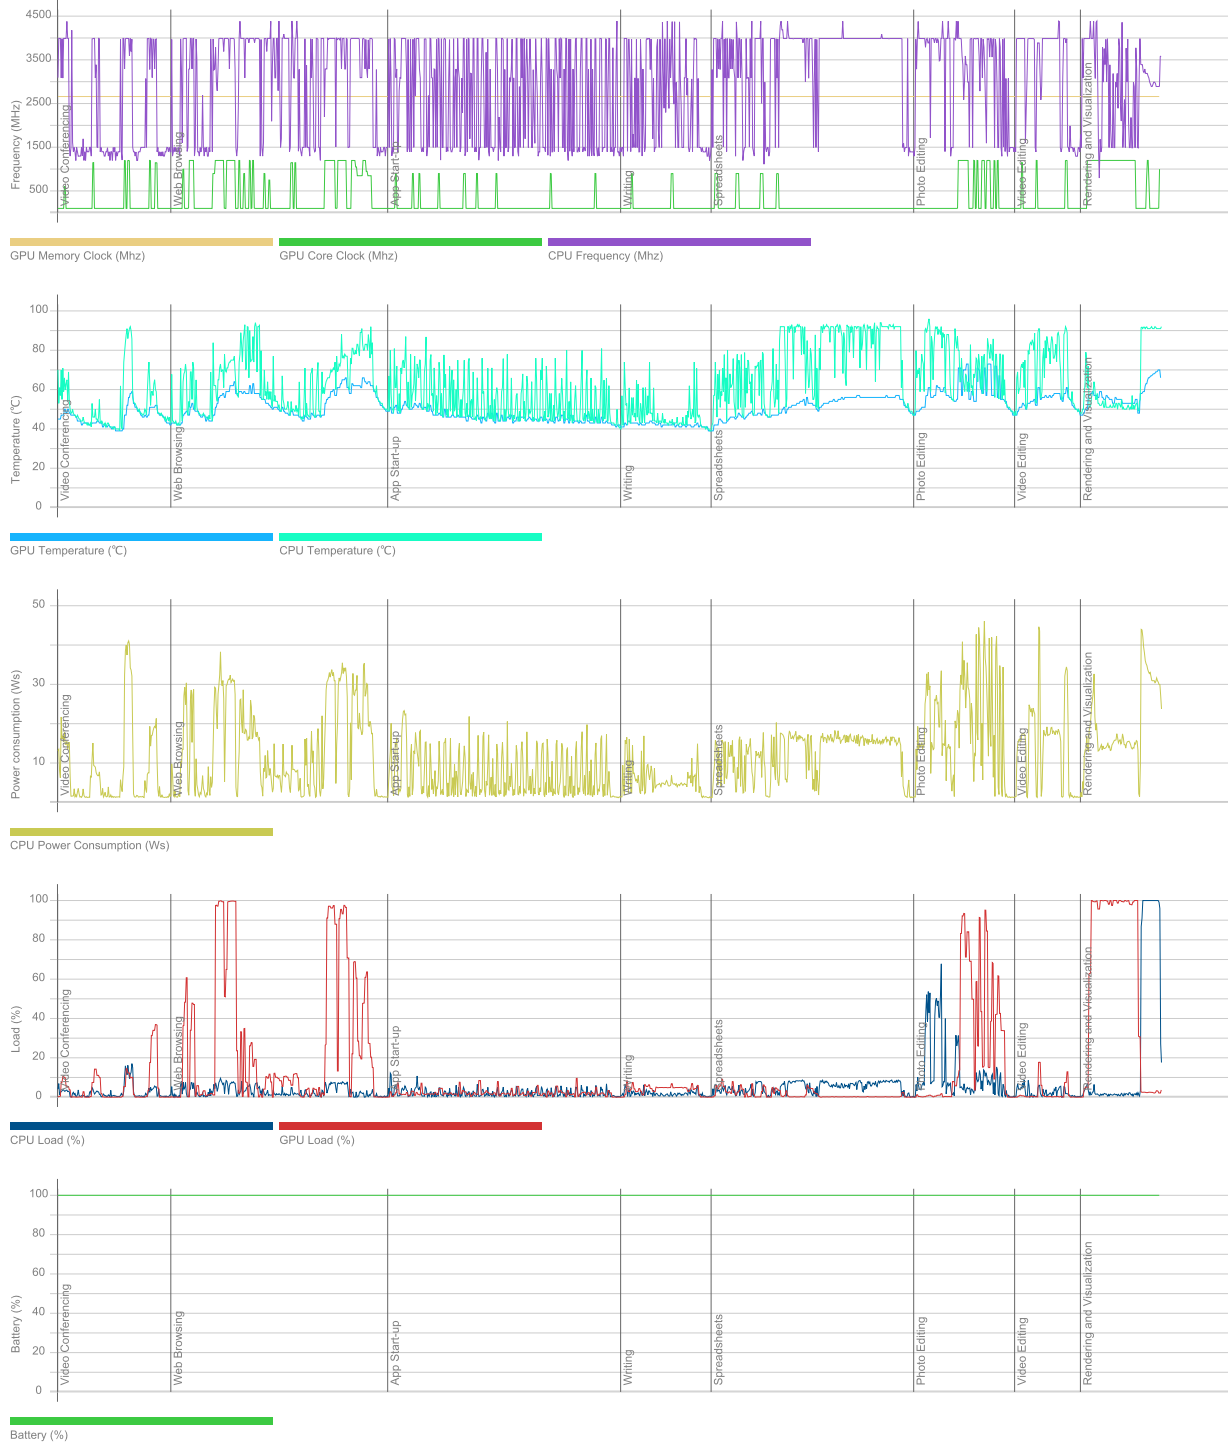 Frequency (MHz)
4500
3500
2500
1500
500
Video Conferencing
Web Browsing
App Start-up
Writing
Spreadsheets
Photo Editing
Video Editing
Rendering and Visualization
GPU Memory Clock (Mhz)
GPU Core Clock (Mhz)
CPU Frequency (Mhz)
Temperature (℃)
100
80
60
40
20
0
Video Conferencing
Web Browsing
App Start-up
Writing
Spreadsheets
Photo Editing
Video Editing
Rendering and Visualization
GPU Temperature (℃)
CPU Temperature (℃)
Power consumption (Ws)
50
30
10
Video Conferencing
Web Browsing
App Start-up
Writing
Spreadsheets
Photo Editing
Video Editing
Rendering and Visualization
CPU Power Consumption (Ws)
Load (%)
100
80
60
40
20
0
Video Conferencing
Web Browsing
App Start-up
Writing
Spreadsheets
Photo Editing
Video Editing
Rendering and Visualization
CPU Load (%)
GPU Load (%)
Battery (%)
100
80
60
40
20
0
Video Conferencing
Web Browsing
App Start-up
Writing
Spreadsheets
Photo Editing
Video Editing
Rendering and Visualization
Battery (%)